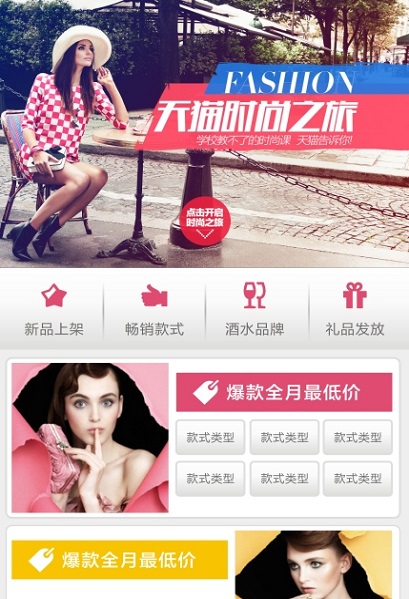 FASHION
天猫时尚之旅
学校教不了的时尚课 天猫告诉你!
点击开启
时尚之旅
新品上架 畅销款式 酒水品牌 礼品发放
爆款全月最低价
款式类型 款式类型 款式类型
款式类型 款式类型 款式类型
爆款全月最低价